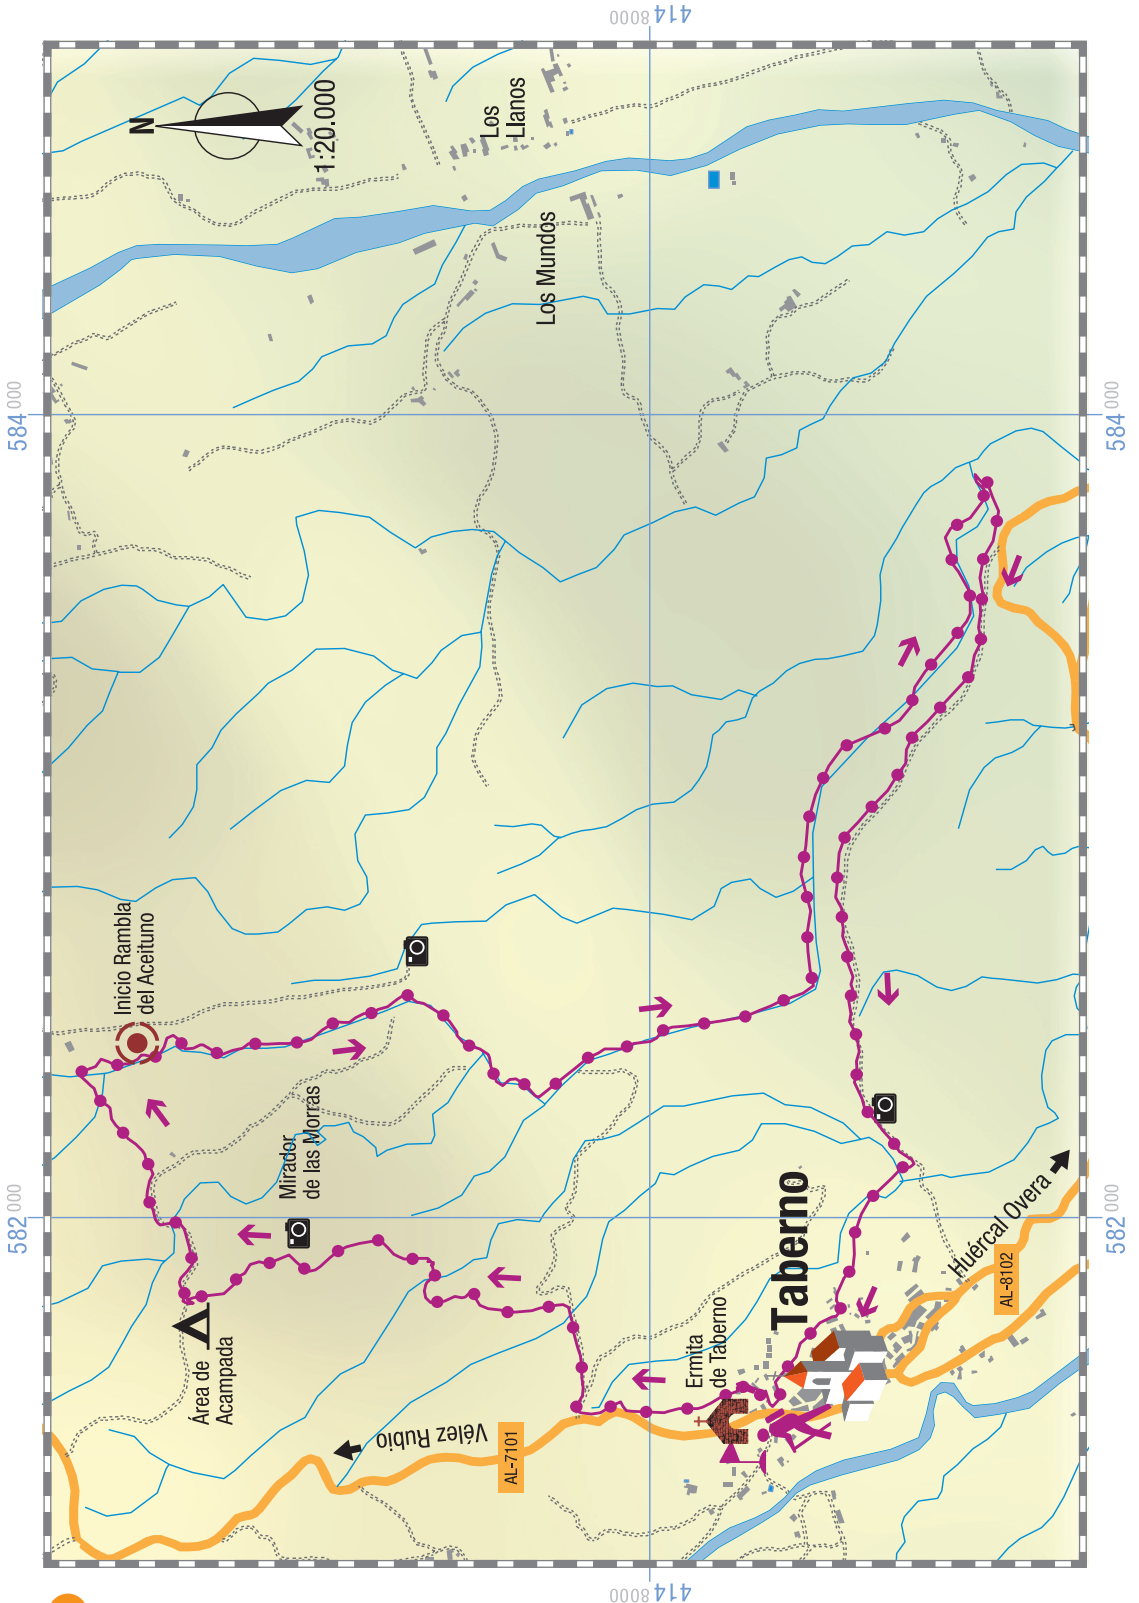 414 8000
584 000
584 000
N
1:20.000
Los
Llanos
Los Mundos
Inicio Rambla
del Aceituno
Mirador
de las Morras
Área de
Acampada
582 000
582 000
Taberno
Ermita
de Taberno
Huércal Overa
AL-8102
Vélez Rubio
AL-7101
414 8000